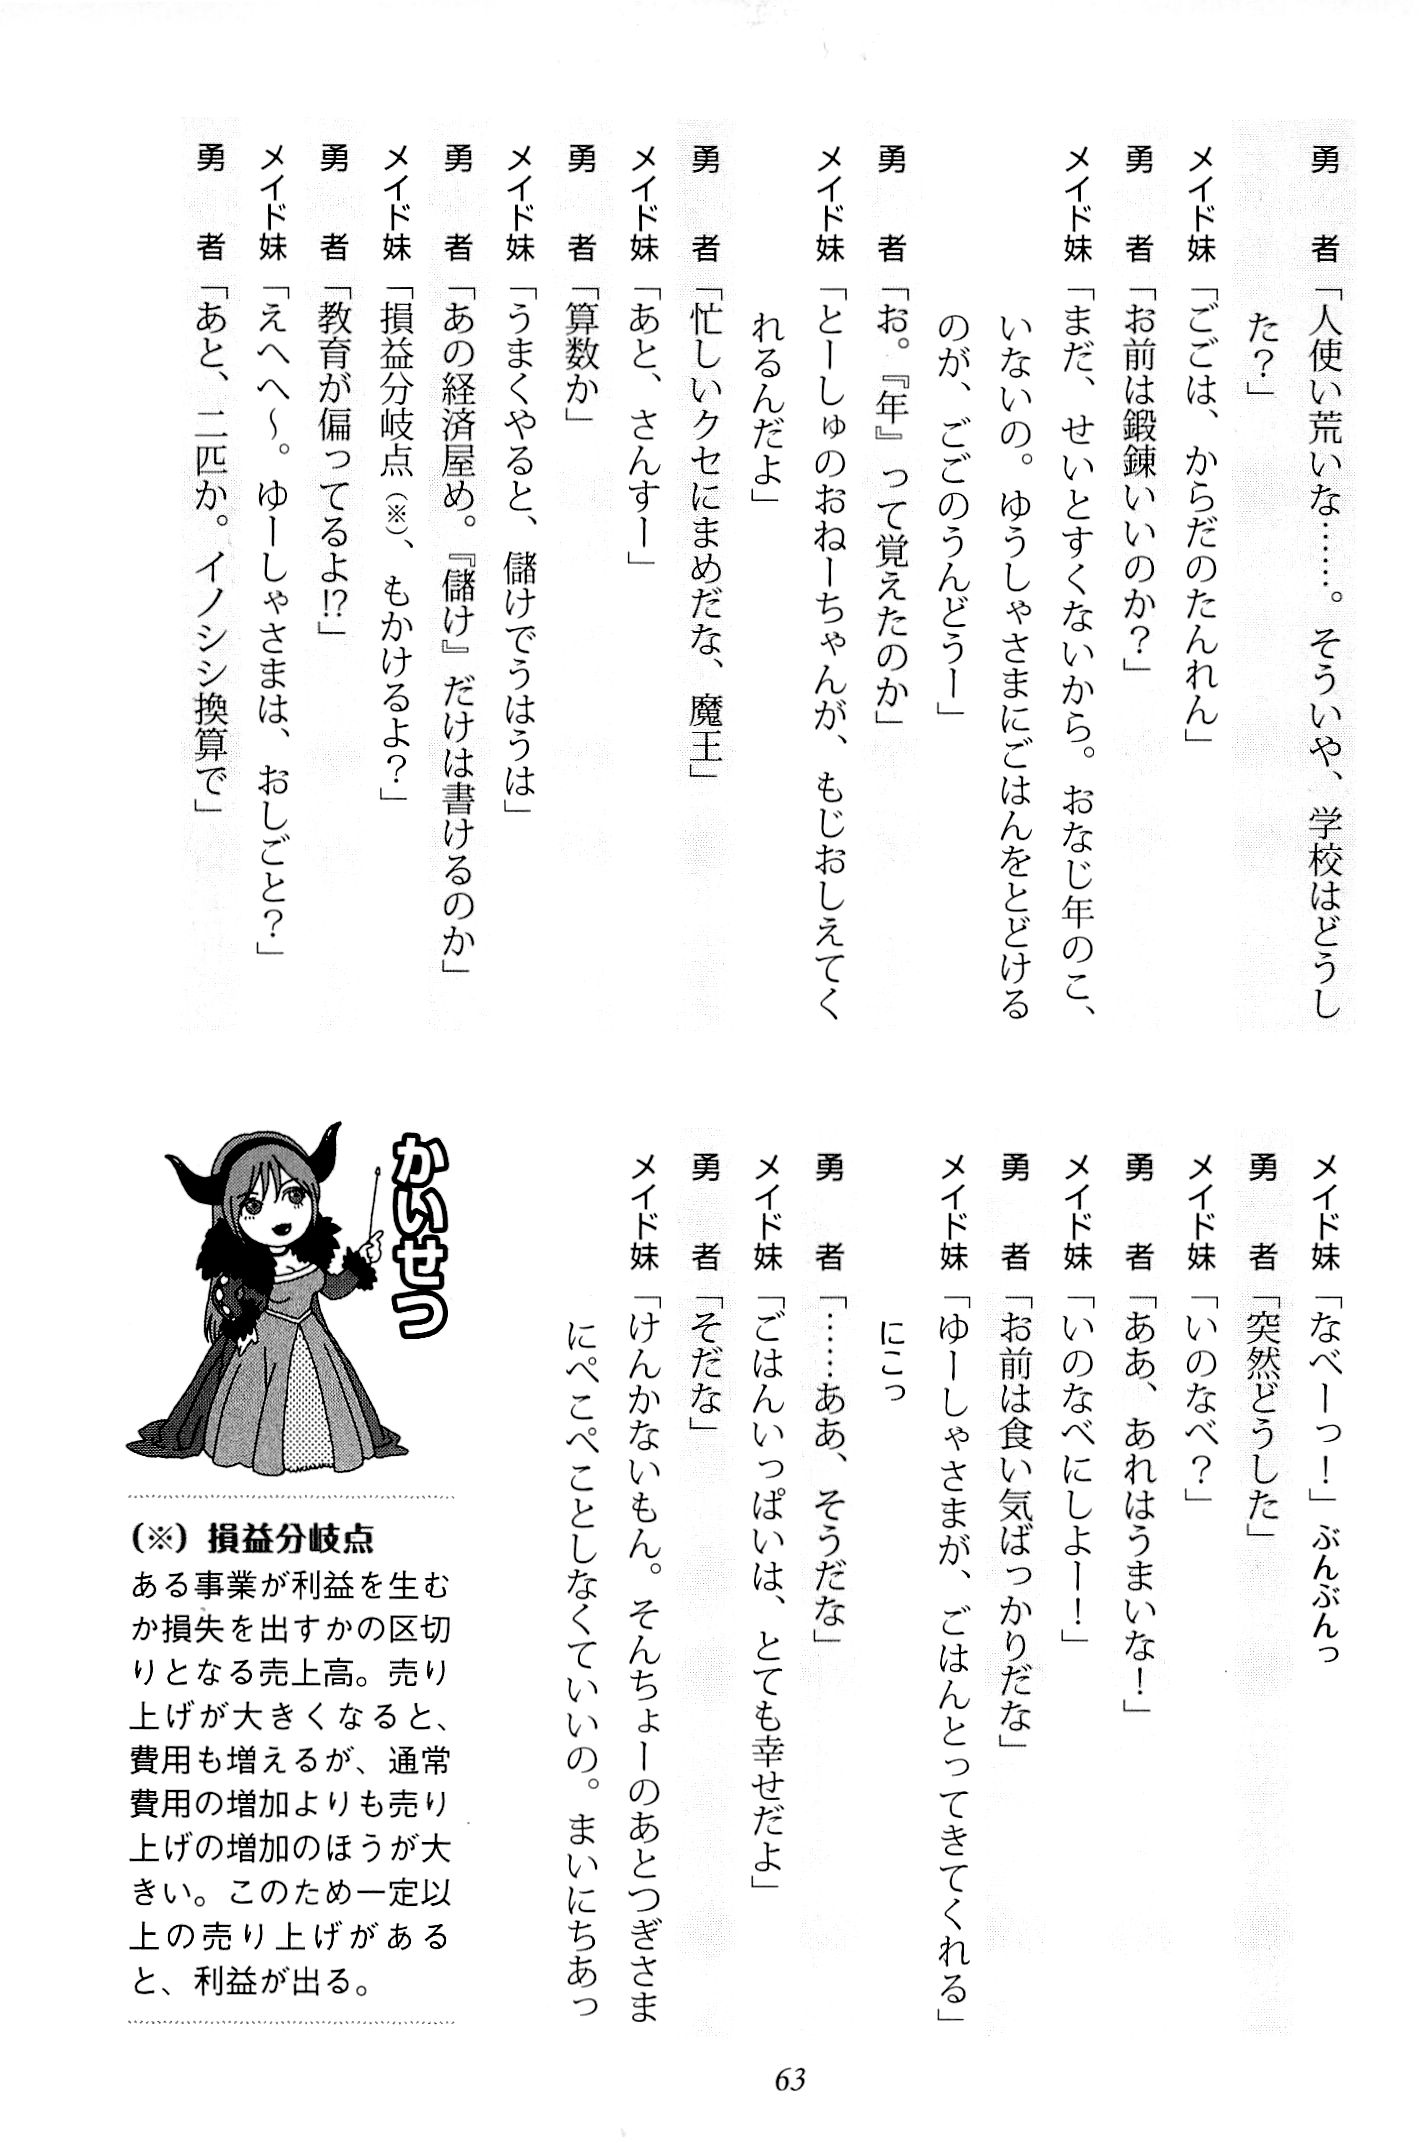 勇者「人使い荒いな……。そういや、学校はどうし
た？」
メイド妹「ごごは、からだのたんれん」
勇者「お前は鍛錬いいのか？」
メイド妹「まだ、せいとすくないから。おなじ年のこ、
いないの。ゆうしゃさまにごはんをとどける
のが、ごごのうんどうー」
勇者「お。『年』って覚えたのか」
メイド妹「とーしゅのおねーちゃんが、もじおしえてく
れるんだよ」
勇者「忙しいクセにまめだな、魔王」
メイド妹「あと、さんすー」
勇者「算数か」
メイド妹「うまくやると、儲けでうはうは」
勇者「あの経済屋め。『儲け』だけは書けるのか」
メイド妹「損益分岐点（※）、もかけるよ？」
勇者「教育が偏ってるよ!?」
メイド妹「えへへ～。ゆーしゃさまは、おしごと？」
勇者「あと、二匹か。イノシシ換算で」
メイド妹「なべーっ！」ぶんぶんっ
勇者「突然どうした」
メイド妹「いのなべ？」
勇者「ああ、あれはうまいな！」
メイド妹「いのなべにしよー！」
勇者「お前は食い気ばっかりだな」
メイド妹「ゆーしゃさまが、ごはんとってきてくれる」
にこっ
勇者「……ああ、そうだな」
メイド妹「ごはんいっぱいは、とても幸せだよ」
勇者「そだな」
メイド妹「けんかないもん。そんちょーのあとつぎさま
にぺこぺことしなくていいの。まいにちあっ
かいせつ
（※）損益分岐点
ある事業が利益を生む
か損失を出すかの区切
りとなる売上高。売り
上げが大きくなると、
費用も増えるが、通常
費用の増加よりも売り
上げの増加のほうが大
きい。このため一定以
上の売り上げがある
と、利益が出る。
63